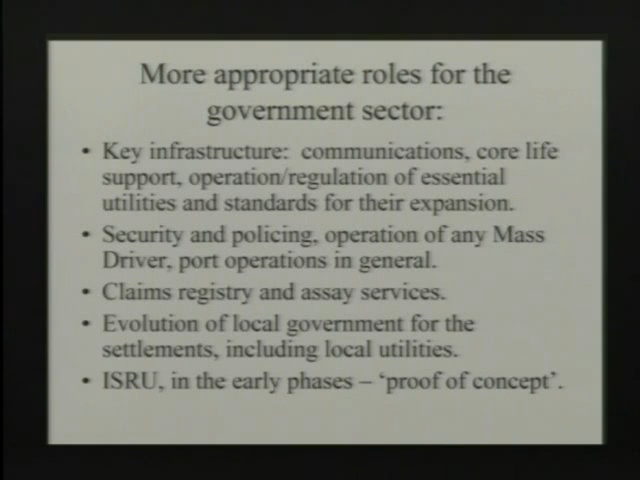 More appropriate roles for the
government sector:
• Key infrastructure:  communications, core life
support, operation/regulation of essential
utilities and standards for their expansion.
• Security and policing, operation of any Mass
Driver, port operations in general.
• Claims registry and assay services.
• Evolution of local government for the
settlements, including local utilities.
• ISRU, in the early phases – ‘proof of concept’.